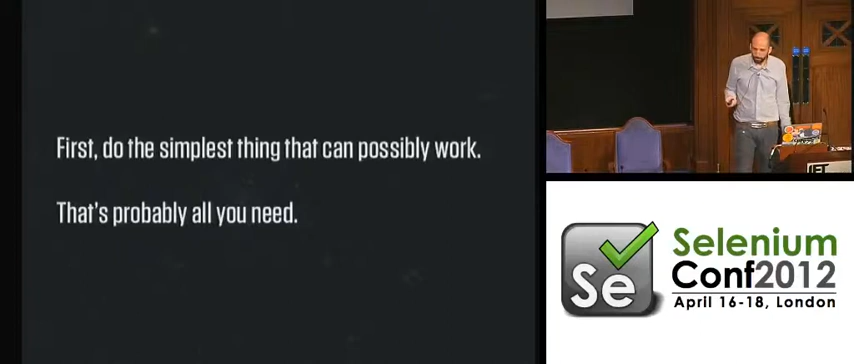 First, do the simplest thing that can possibly work.
That's probably all you need.
IET
Se
Selenium
Conf2012
April 16-18, London